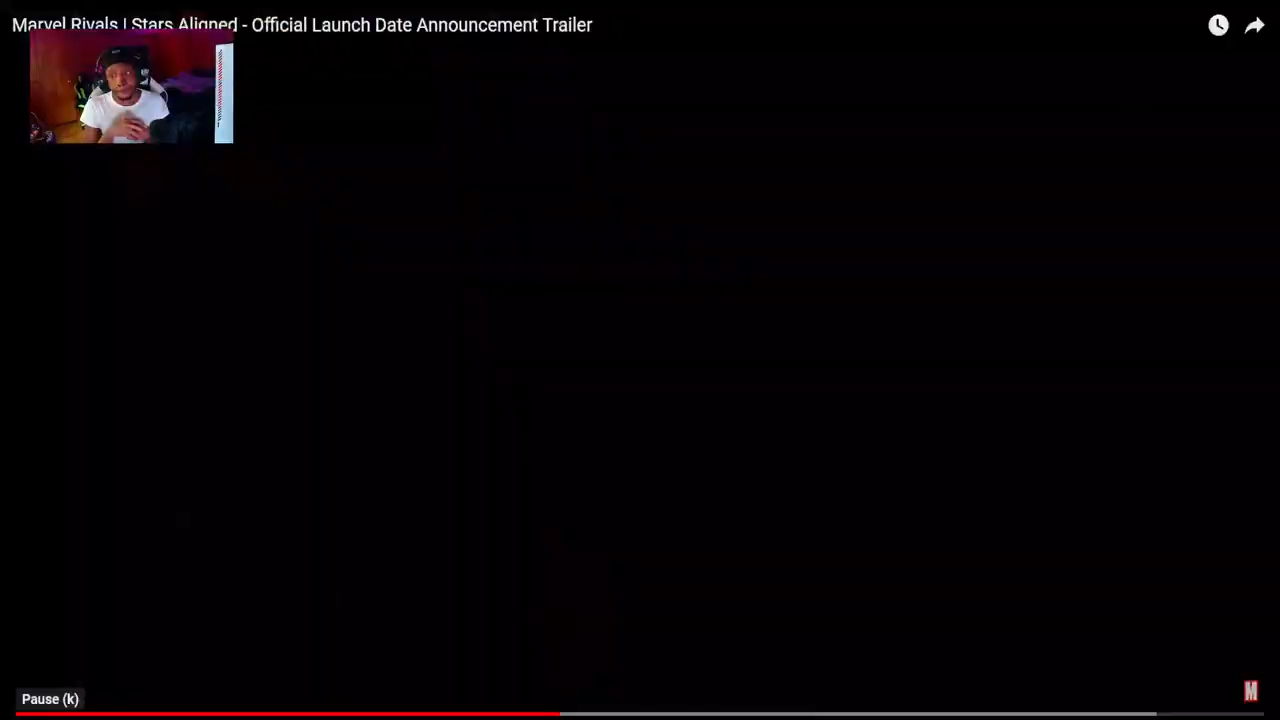 Marvel Rivals | Stars Aligned - Official Launch Date Announcement Trailer
Pause (k)
M